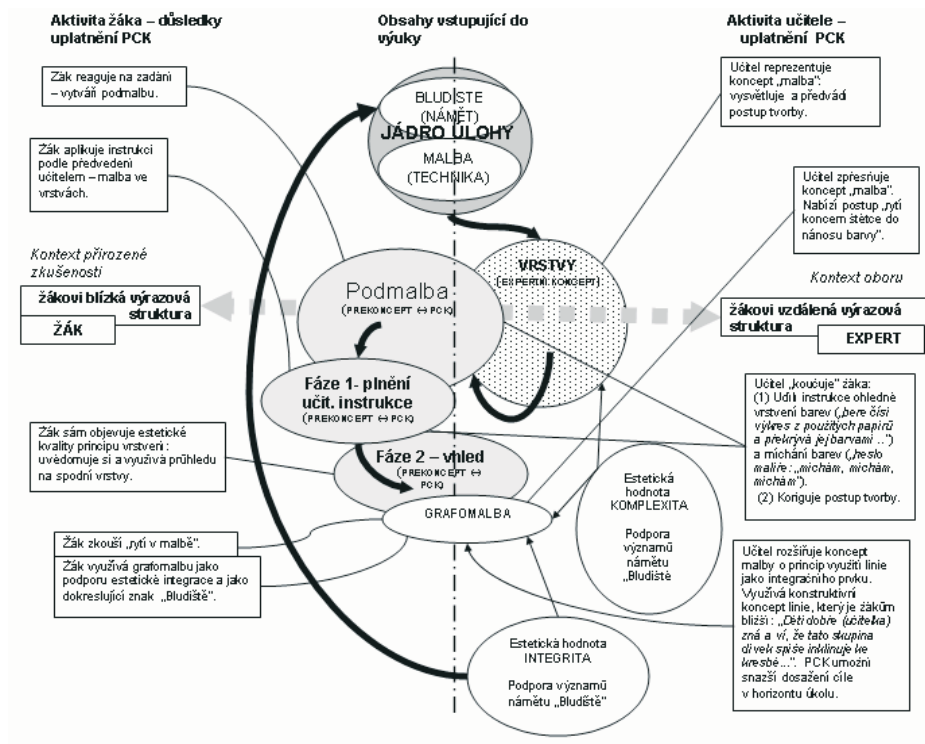 Aktivita žáka – důsledky
uplatnění PCK
Obsahy vstupující do
výuky
Aktivita učitele –
uplatnění PCK
Žák reaguje na zadání
– vytváří podmalbu.
Žák aplikuje instrukci
podle předvedení
učitelem – malba ve
vrstvách.
Kontext přirozené
zkušenosti
žákovi blízká výrazová
struktura
ŽÁK
Žák sám objevuje estetické
kvality principu vrstvení :
uvědomuje si a využívá průhledu
na spodní vrstvy.
Žák zkouší „rytí v malbě".
Žák využívá grafomalbu jako
podporu estetické integrace a jako
dokreslující znak „Bludiště".
BLUDISTE
(NÁMĚT)
JÁDRO ÚLOHY
MALBA
(TECHNIKA)
VRSTVY
(EXPERTNÍ KONCEPT)
Podmalba
(PREKONCEPT ↔ PCK)
Fáze 1- plnění
učit. instrukce
(PREKONCEPT ↔ PCK)
Fáze 2 – vhled
(PREKONCEPT ↔
PCK)
GRAFOMALBA
Estetická
hodnota
KOMPLEXITA
Podpora
významů
námětu
„Bludiště
Estetická hodnota
INTEGRITA
Podpora významů
námětu „Bludiště"
Učitel reprezentuje
koncept „malba":
vysvětluje a předvádí
postup tvorby.
Učitel zpřesňuje
koncept „malba".
Nabízí postup „rytí
koncem štětce do
nánosu barvy".
Kontext oboru
žákovi vzdálená výrazová
struktura
EXPERT
Učitel „koučuje" žáka:
(1) Udílí instrukce ohledně
vrstvení barev („bere čísi
výkres z použitých papírů
a překrývá jej barvami ..")
a míchání barev („heslo
malíře: „míchám, míchám,
míchám").
(2) Koriguje postup tvorby.
Učitel rozšiřuje koncept
malby o princip využití linie
jako integračního prvku.
Využívá konstruktivní
koncept linie, který je žákům
bližší : „Děti dobře (učitelka)
zná a ví, že tato skupina
dívek spíše inklinuje ke
kresbě...". PCK umožní
snazší dosažení cíle
v horizontu úkolu.